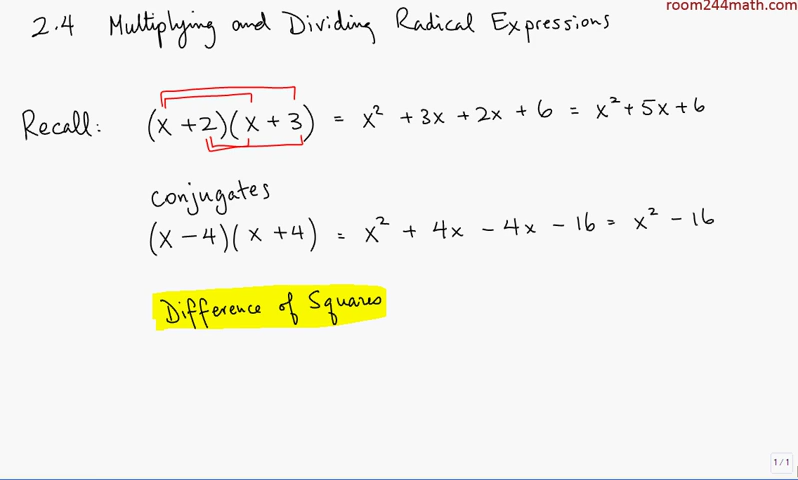 room244math.com
2.4 Multiplying and Dividing Radical Expressions
Recall: (x + 2)(x + 3) = x² + 3x + 2x + 6 = x² + 5x + 6
conjugates
(x − 4)(x + 4) = x² + 4x − 4x − 16 = x² − 16
Difference of Squares
1/1